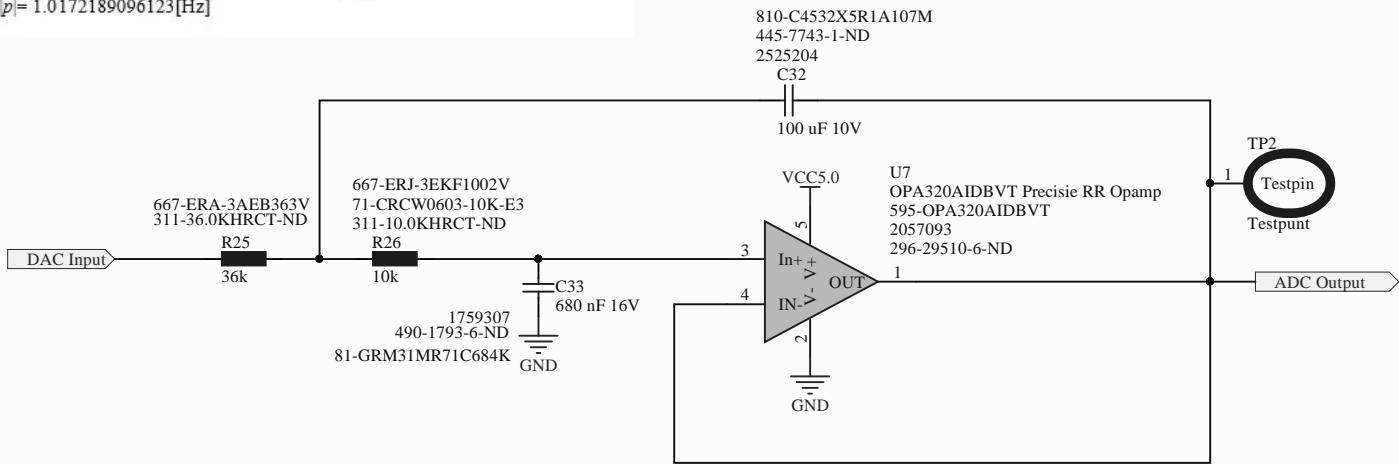 |p|= 1.0172189096123[Hz]
810-C4532X5R1A107M
445-7743-1-ND
2525204
C32
100 uF 10V
TP2
1
Testpin
Testpunt
VCC5.0
U7
OPA320AIDBVT Precisie RR Opamp
595-OPA320AIDBVT
2057093
296-29510-6-ND
667-ERJ-3EKF1002V
71-CRCW0603-10K-E3
311-10.0KHRCT-ND
R26
10k
667-ERA-3AEB363V
311-36.0KHRCT-ND
R25
36k
DAC Input
3
In+
V+
5
4
IN-
V-
2
OUT
1
ADC Output
C33
680 nF 16V
1759307
490-1793-6-ND
81-GRM31MR71C684K
GND
GND